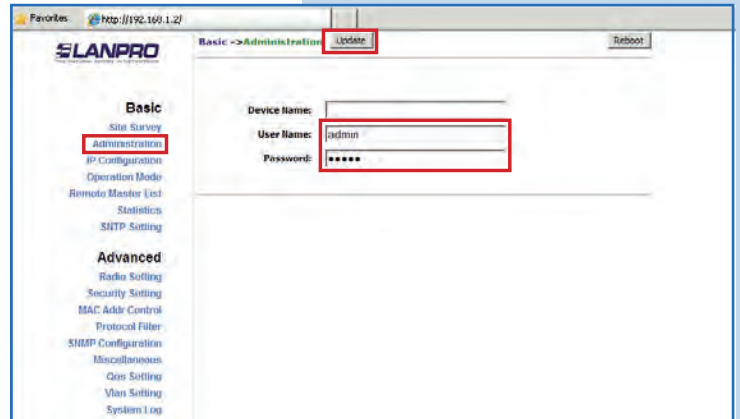 Favorites http://192.168.1.2/
LANPRO
Basic ->Administration Update Reboot
Basic
Site Survey
Administration
IP Configuration
Operation Mode
Remote Master List
Statistics
SNTP Setting
Device Name:
User Name: admin
Password: •••••
Advanced
Radio Setting
Security Setting
MAC Addr Control
Protocol Filter
SNMP Configuration
Miscellaneous
Qos Setting
Vlan Setting
System Log